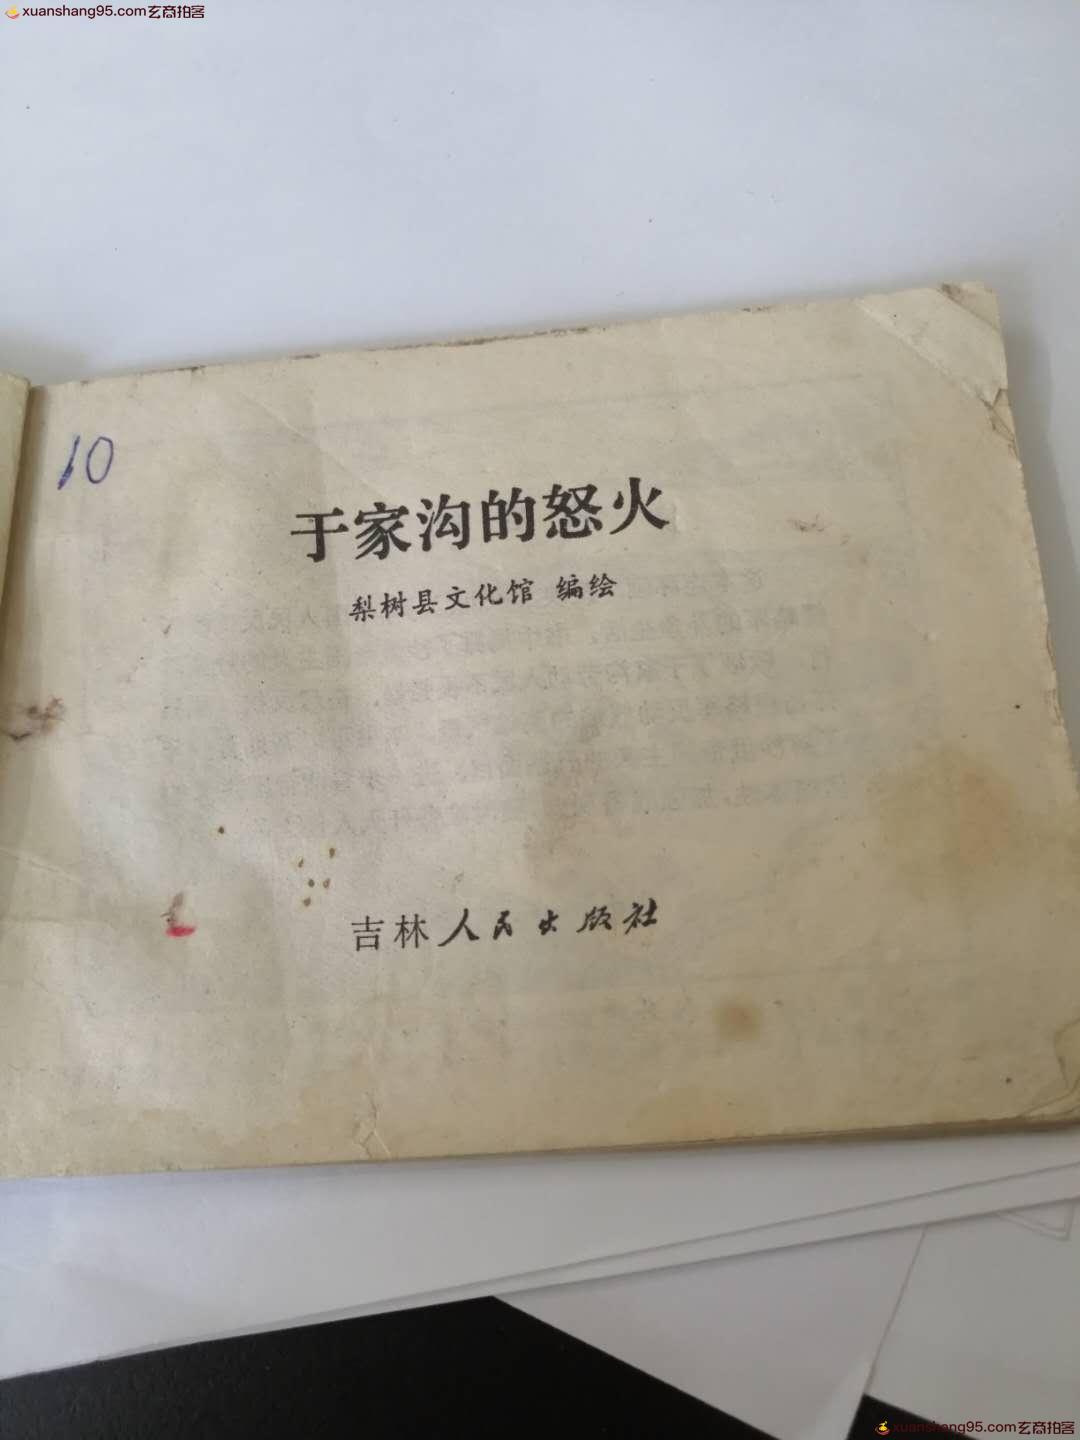 xuanshang95.com玄商拍客
10
于家沟的怒火
梨树县文化馆 编绘
吉林人民出版社
xuanshang95.com玄商拍客